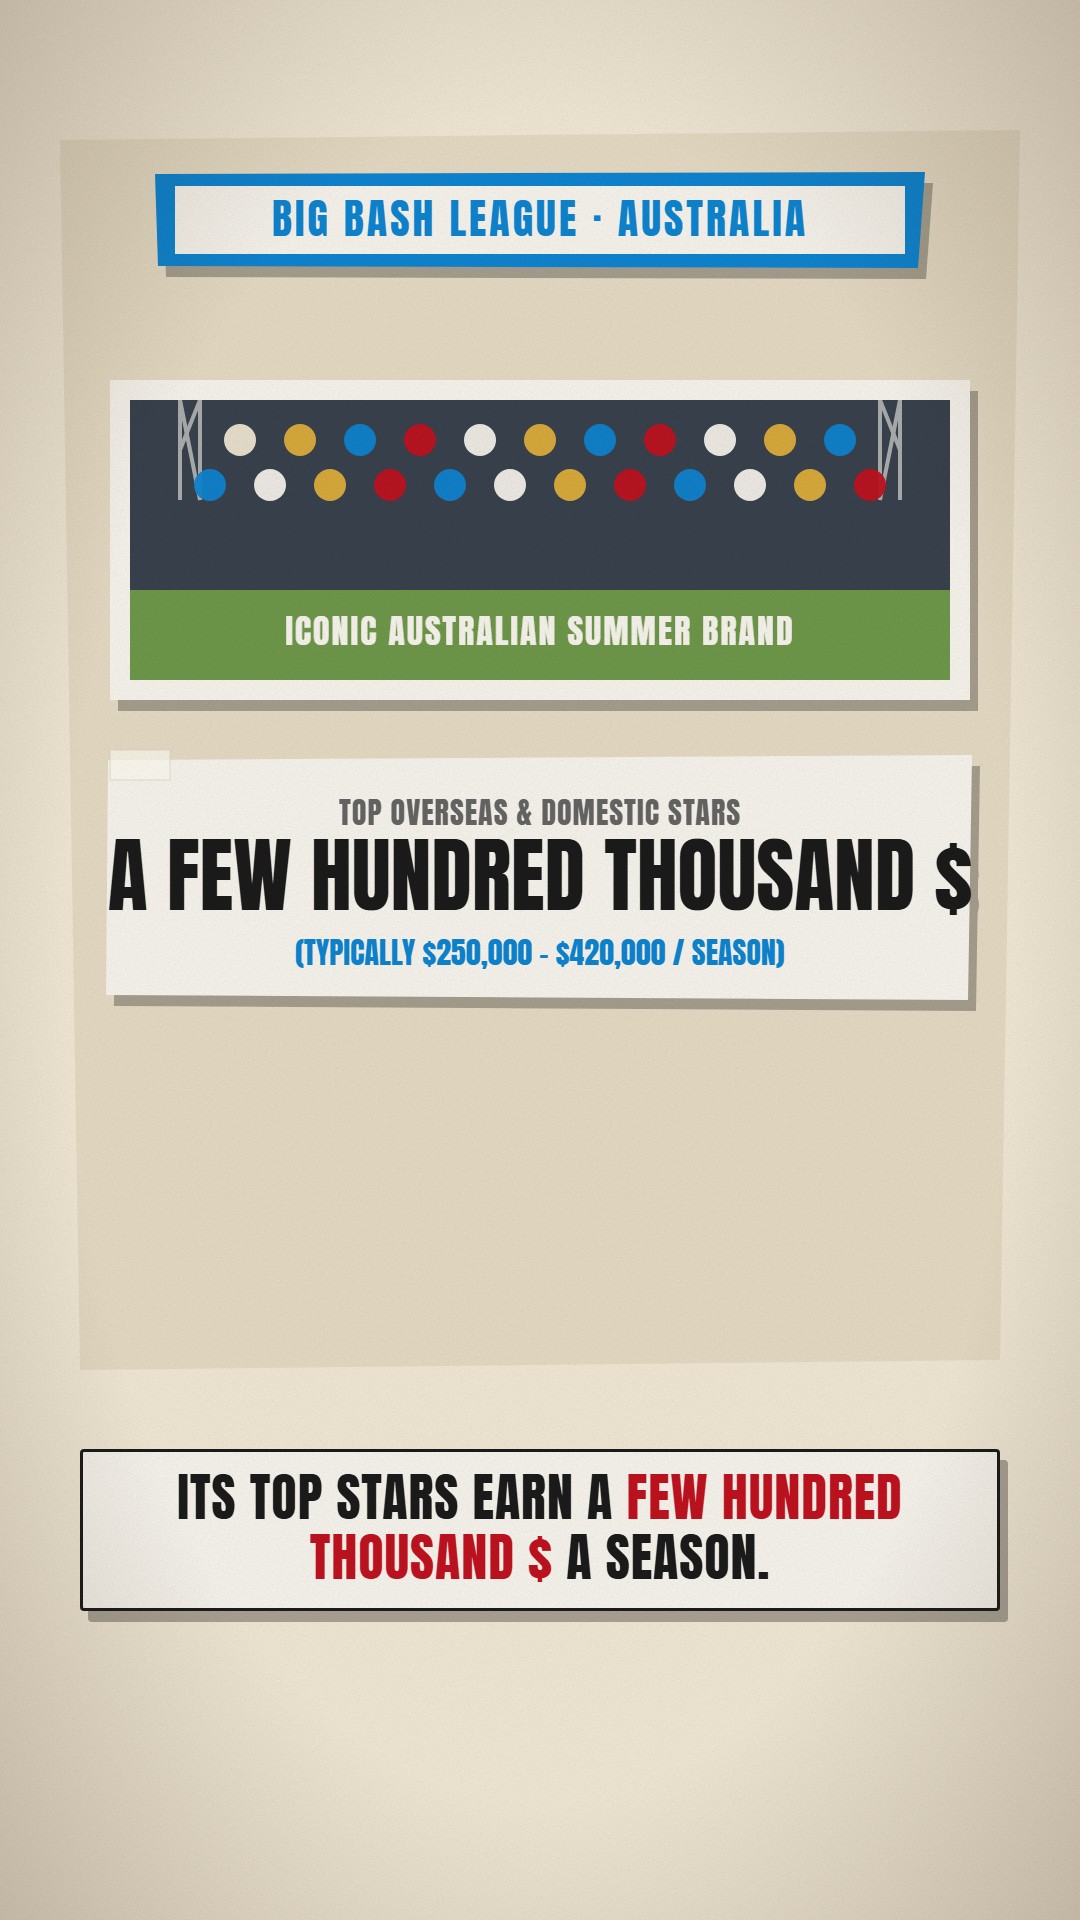 BIG BASH LEAGUE · AUSTRALIA
ICONIC AUSTRALIAN SUMMER BRAND
TOP OVERSEAS & DOMESTIC STARS
A FEW HUNDRED THOUSAND $
(TYPICALLY $250,000 - $420,000 / SEASON)
ITS TOP STARS EARN A FEW HUNDRED
THOUSAND $ A SEASON.